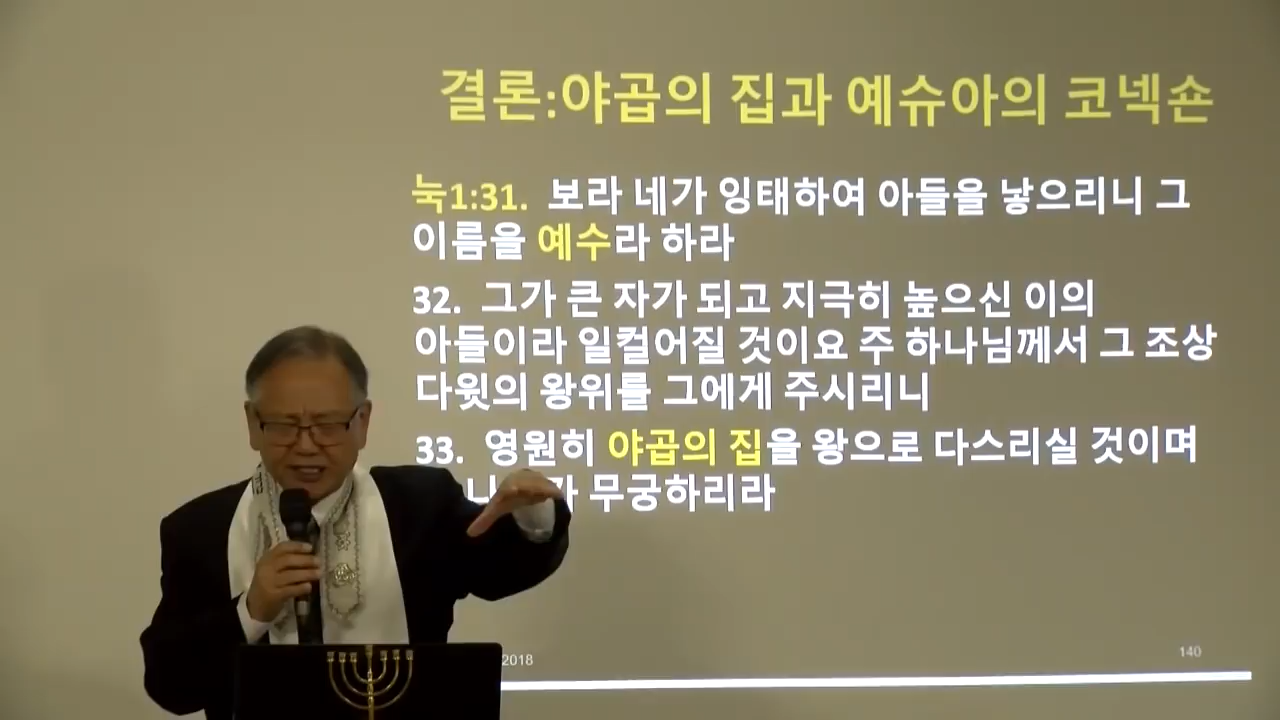 결론:야곱의 집과 예슈아의 코넥숀
눅1:31. 보라 네가 잉태하여 아들을 낳으리니 그
이름을 예수라 하라
32. 그가 큰 자가 되고 지극히 높으신 이의
아들이라 일컬어질 것이요 주 하나님께서 그 조상
다윗의 왕위를 그에게 주시리니
33. 영원히 야곱의 집을 왕으로 다스리실 것이며
무궁하리라
2018
140